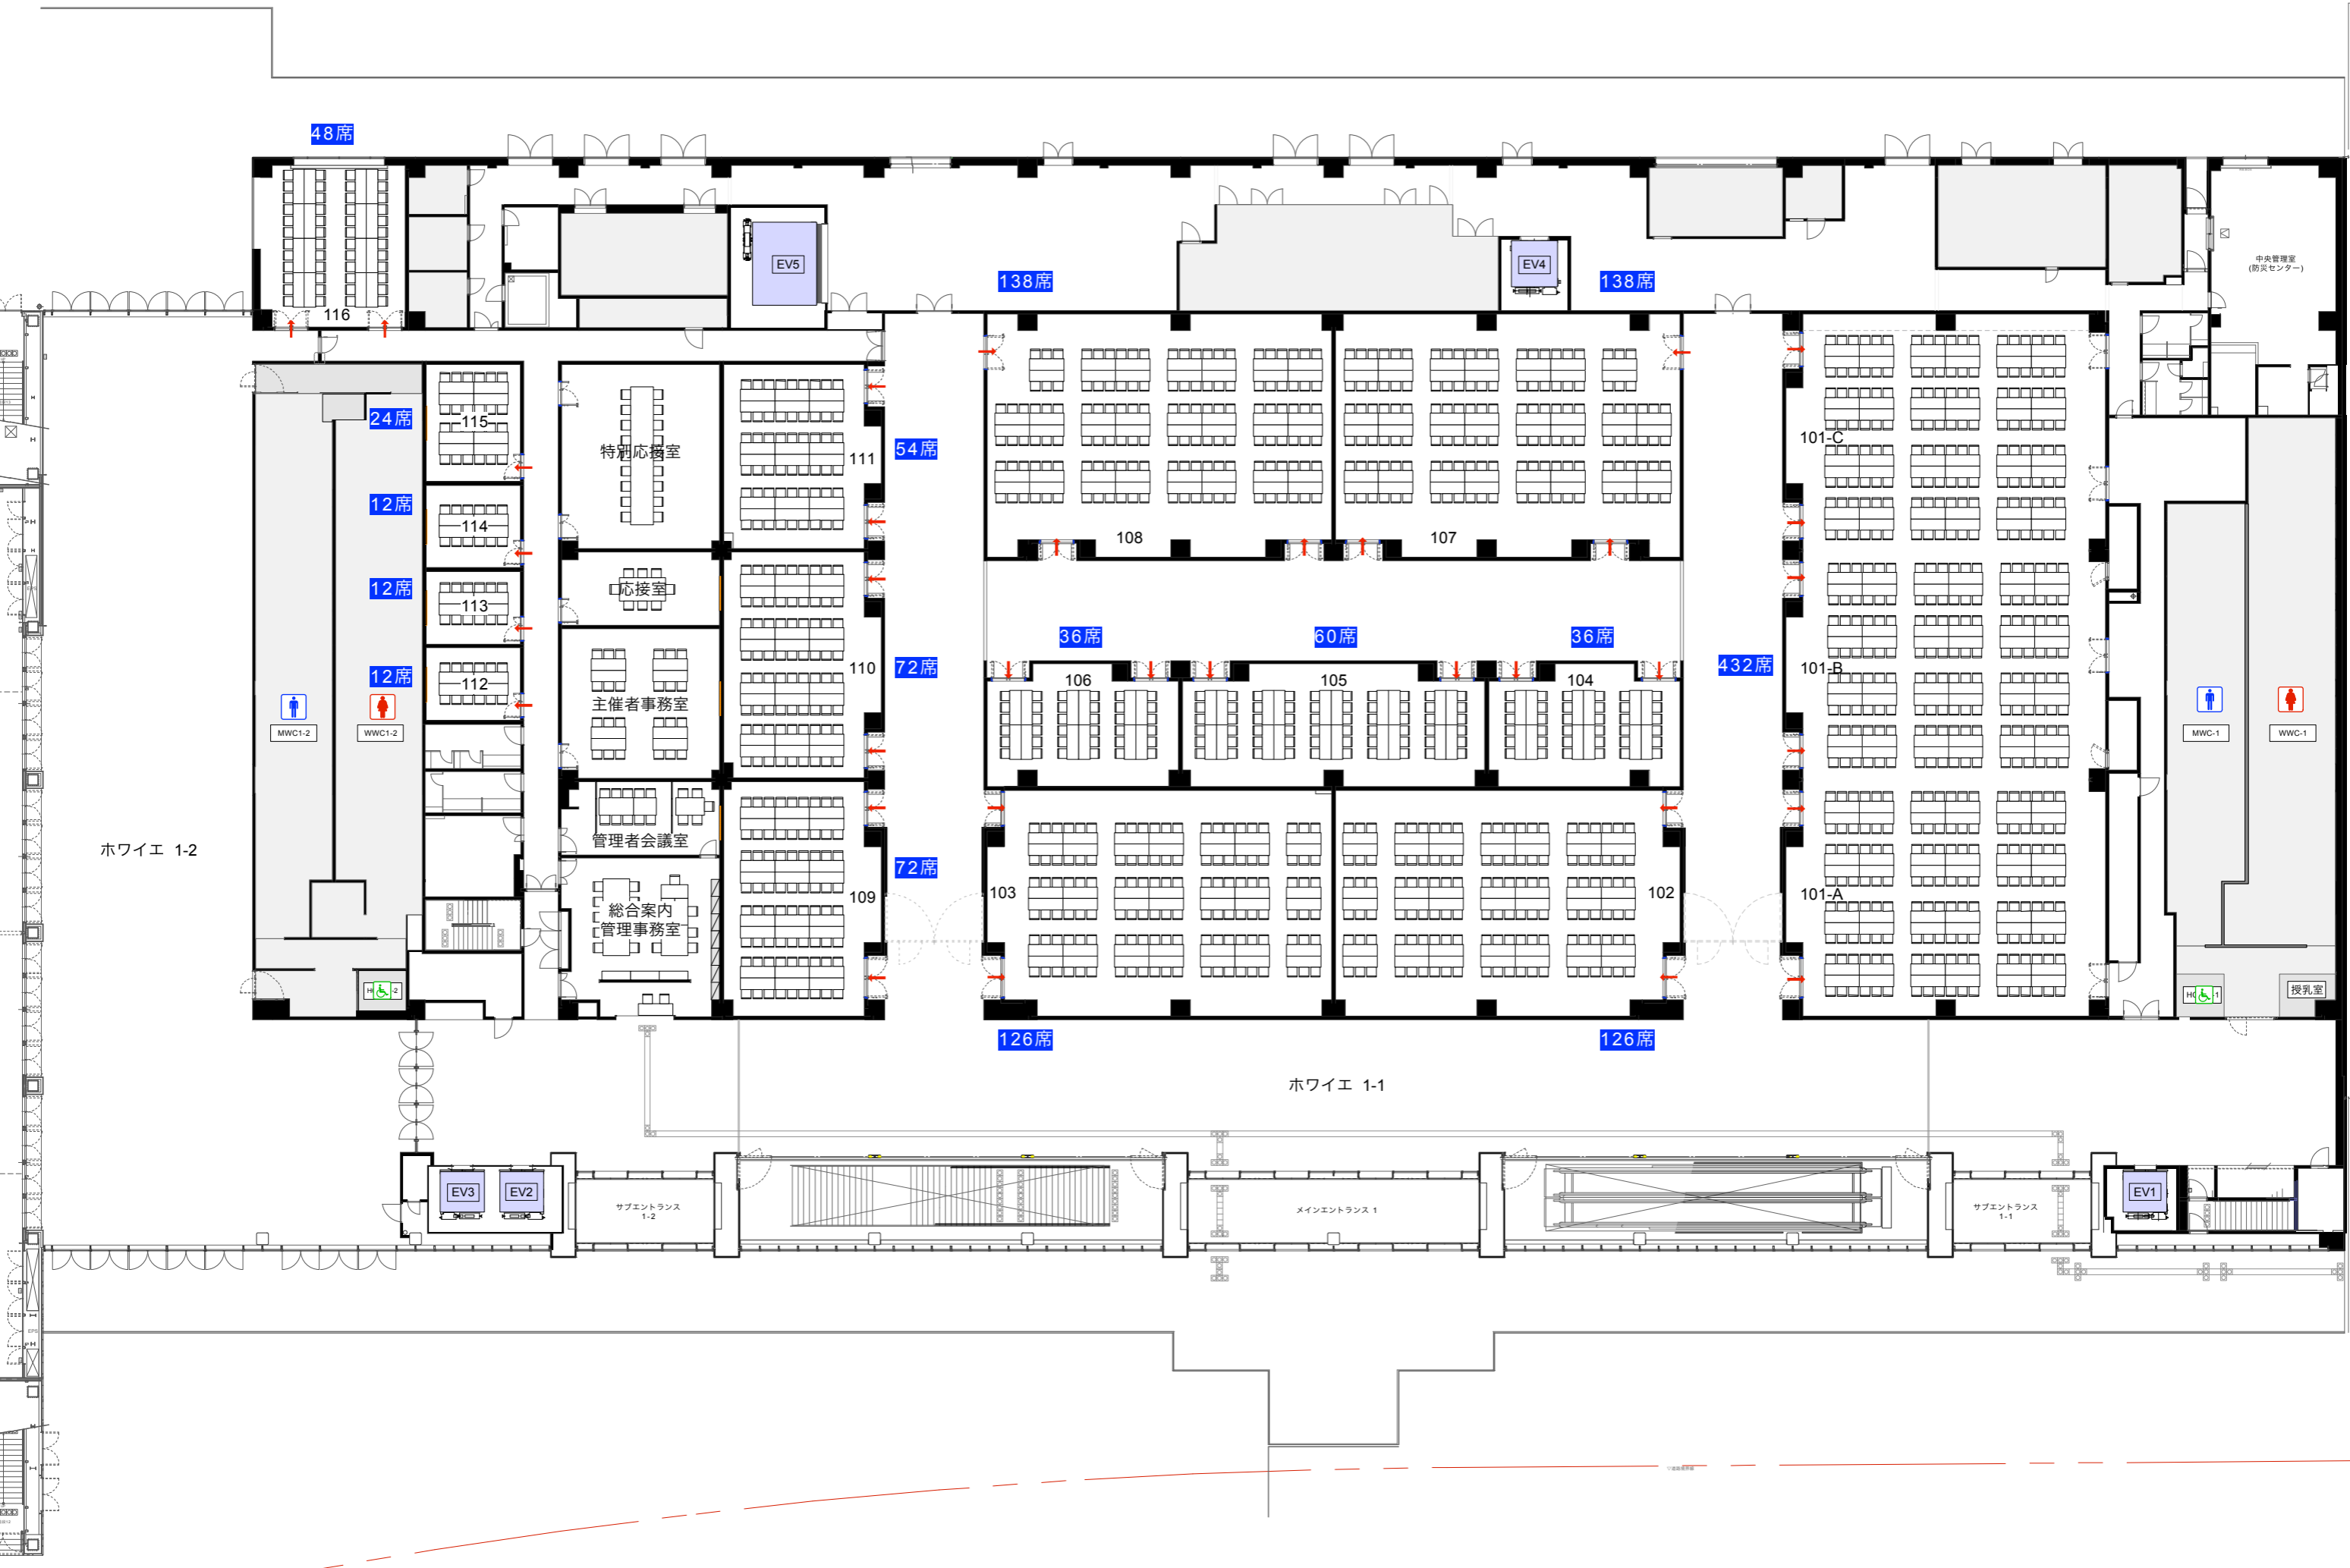 48席
EV5
138席
EV4
138席
中央管理室
(防災センター)
116
24席
115
特別応接室
111
54席
101-C
12席
114
108
107
12席
113
応接室
36席
60席
36席
12席
112
主催者事務室
110
72席
106
105
104
432席
101-B
MWC1-2
WWC1-2
MWC-1
WWC-1
ホワイエ 1-2
管理者会議室
72席
109
103
102
101-A
総合案内
管理事務室
授乳室
126席
126席
ホワイエ 1-1
EV3
EV2
サブエントランス
1-2
メインエントランス 1
サブエントランス
1-1
EV1